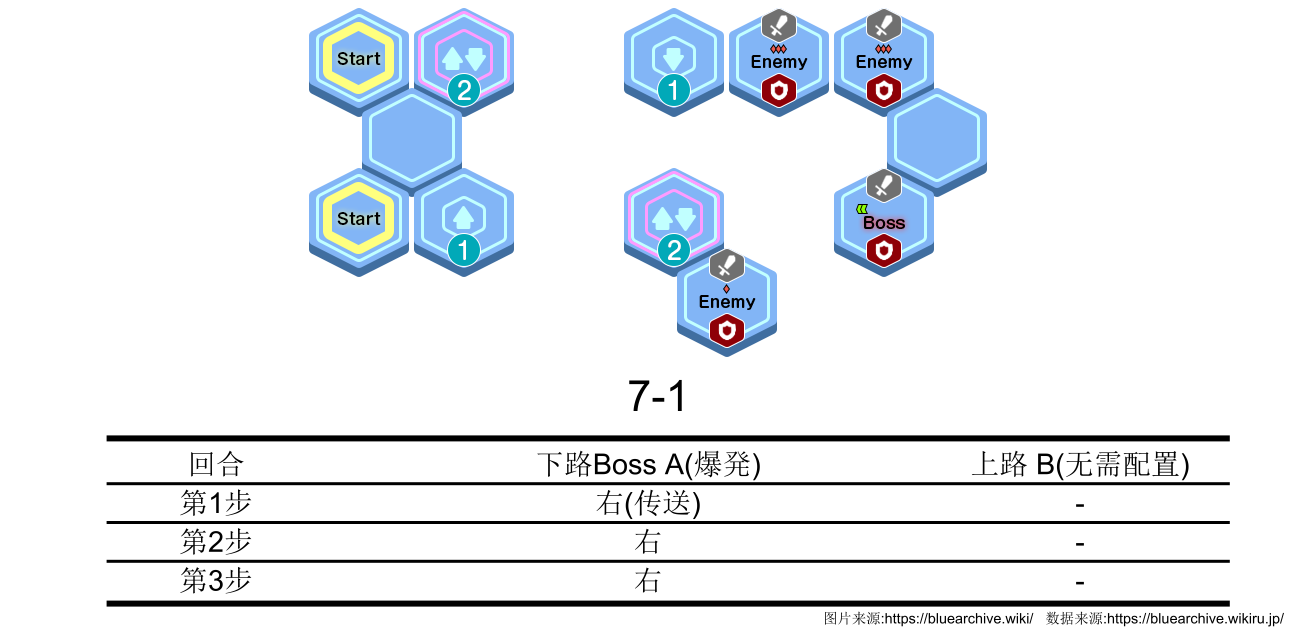 Start
2
1
Enemy
Enemy
Start
1
2
Boss
Enemy
7-1
回合 下路Boss A(爆発) 上路 B(无需配置)
第1步 右(传送) -
第2步 右 -
第3步 右 -
图片来源:https://bluearchive.wiki/ 数据来源:https://bluearchive.wikiru.jp/